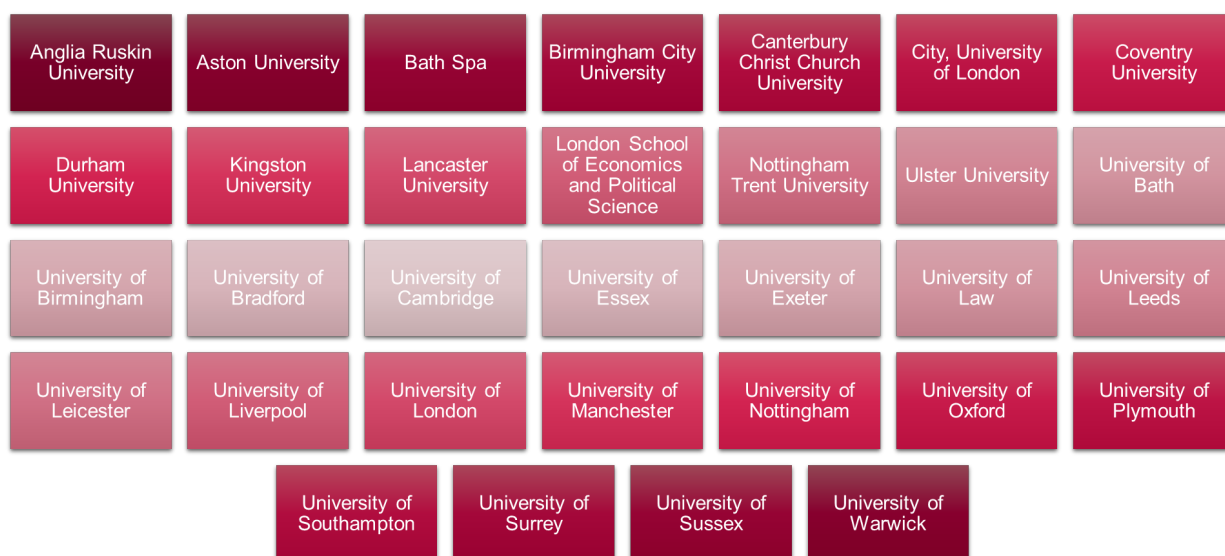 Anglia Ruskin
University
Aston University
Bath Spa
Birmingham City
University
Canterbury
Christ Church
University
City, University
of London
Coventry
University
Durham
University
Kingston
University
Lancaster
University
London School
of Economics
and Political
Science
Nottingham
Trent University
Ulster University
University of
Bath
University of
Birmingham
University of
Bradford
University of
Cambridge
University of
Essex
University of
Exeter
University of
Law
University of
Leeds
University of
Leicester
University of
Liverpool
University of
London
University of
Manchester
University of
Nottingham
University of
Oxford
University of
Plymouth
University of
Southampton
University of
Surrey
University of
Sussex
University of
Warwick